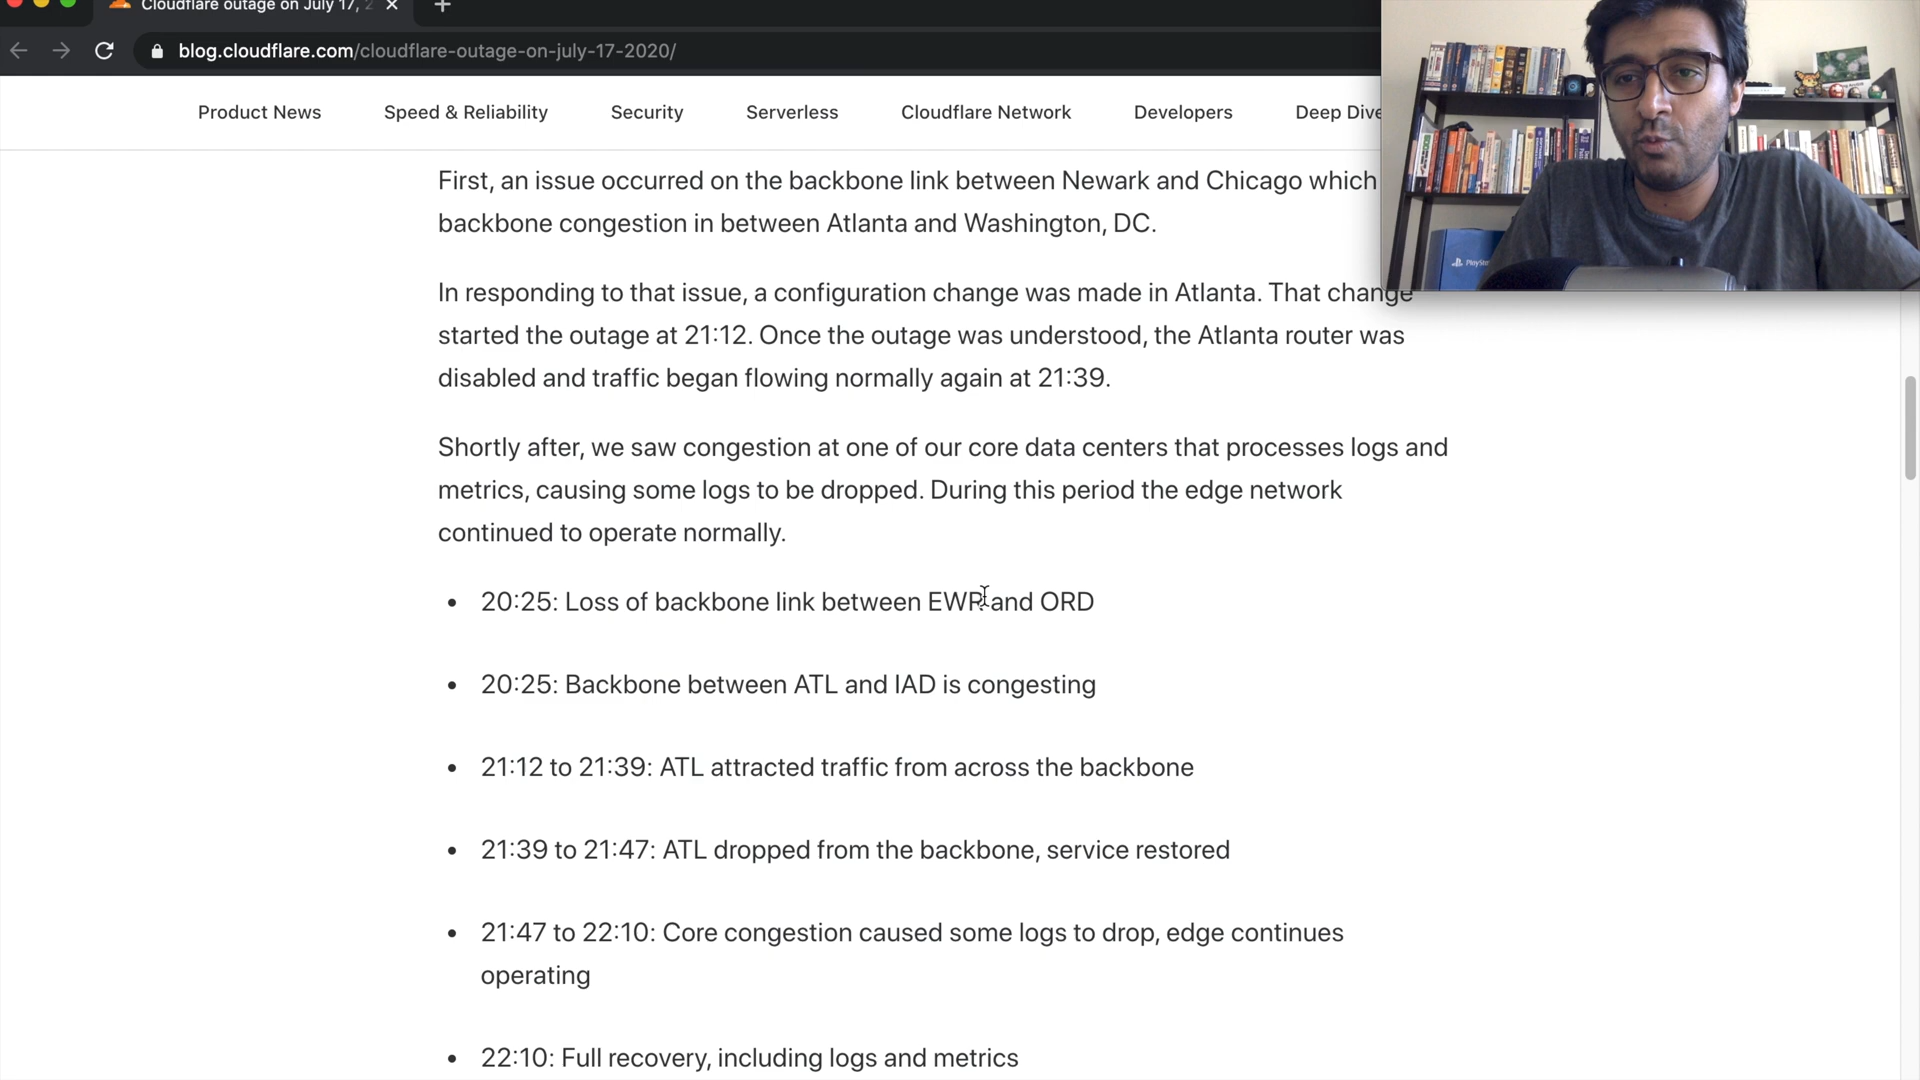 Cloudflare outage on July 17, 2
blog.cloudflare.com/cloudflare-outage-on-july-17-2020/
Product News Speed & Reliability Security Serverless Cloudflare Network Developers Deep Dive
First, an issue occurred on the backbone link between Newark and Chicago which
backbone congestion in between Atlanta and Washington, DC.
In responding to that issue, a configuration change was made in Atlanta. That change
started the outage at 21:12. Once the outage was understood, the Atlanta router was
disabled and traffic began flowing normally again at 21:39.
Shortly after, we saw congestion at one of our core data centers that processes logs and
metrics, causing some logs to be dropped. During this period the edge network
continued to operate normally.
• 20:25: Loss of backbone link between EWR and ORD
• 20:25: Backbone between ATL and IAD is congesting
• 21:12 to 21:39: ATL attracted traffic from across the backbone
• 21:39 to 21:47: ATL dropped from the backbone, service restored
• 21:47 to 22:10: Core congestion caused some logs to drop, edge continues
operating
• 22:10: Full recovery, including logs and metrics